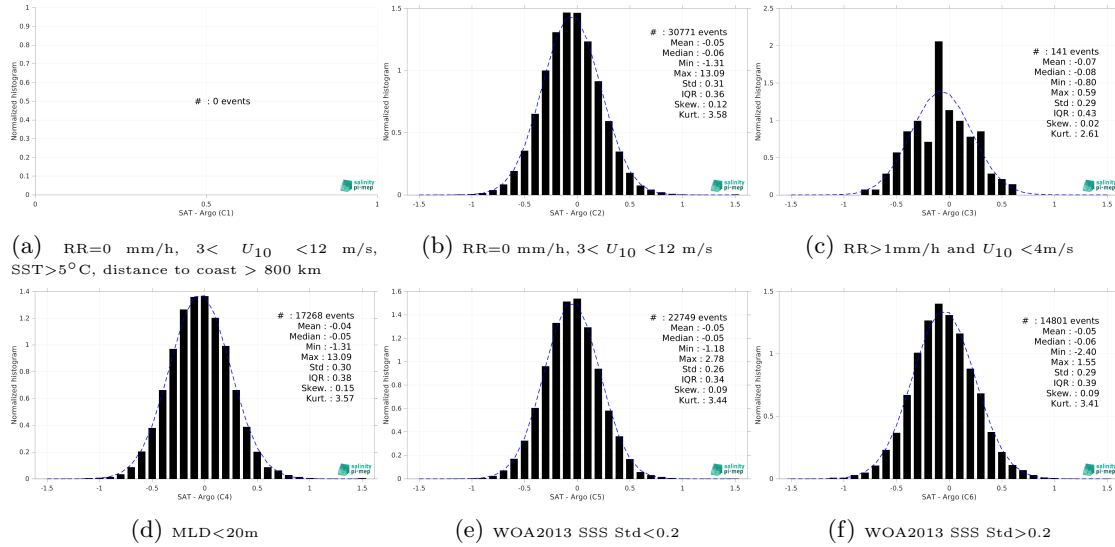 Normalized histogram
1
0.9
0.8
0.7
0.6
0.5
0.4
0.3
0.2
0.1
0
# : 0 events
salinity
pi-mep
0 0.5 1
SAT - Argo (C1)
(a) RR=0 mm/h, 3< U10 <12 m/s,
SST>5°C, distance to coast > 800 km
Normalized histogram
1.5
1
0.5
0
# : 30771 events
Mean : -0.05
Median : -0.06
Min : -1.31
Max : 13.09
Std : 0.31
IQR : 0.36
Skew. : 0.12
Kurt. : 3.58
salinity
pi-mep
-1.5 -1 -0.5 0 0.5 1 1.5
SAT - Argo (C2)
(b) RR=0 mm/h, 3< U10 <12 m/s
Normalized histogram
2.5
2
1.5
1
0.5
0
# : 141 events
Mean : -0.07
Median : -0.08
Min : -0.80
Max : 0.59
Std : 0.29
IQR : 0.43
Skew. : 0.02
Kurt. : 2.61
salinity
pi-mep
-1.5 -1 -0.5 0 0.5 1 1.5
SAT - Argo (C3)
(c) RR>1mm/h and U10 <4m/s
Normalized histogram
1.4
1.2
1
0.8
0.6
0.4
0.2
0
# : 17268 events
Mean : -0.04
Median : -0.05
Min : -1.31
Max : 13.09
Std : 0.30
IQR : 0.38
Skew. : 0.15
Kurt. : 3.57
salinity
pi-mep
-1.5 -1 -0.5 0 0.5 1 1.5
SAT - Argo (C4)
(d) MLD<20m
Normalized histogram
1.6
1.4
1.2
1
0.8
0.6
0.4
0.2
0
# : 22749 events
Mean : -0.05
Median : -0.05
Min : -1.18
Max : 2.78
Std : 0.26
IQR : 0.34
Skew. : 0.09
Kurt. : 3.44
salinity
pi-mep
-1.5 -1 -0.5 0 0.5 1 1.5
SAT - Argo (C5)
(e) WOA2013 SSS Std<0.2
Normalized histogram
1.5
1
0.5
0
# : 14801 events
Mean : -0.05
Median : -0.06
Min : -2.40
Max : 1.55
Std : 0.29
IQR : 0.39
Skew. : 0.09
Kurt. : 3.41
salinity
pi-mep
-1.5 -1 -0.5 0 0.5 1 1.5
SAT - Argo (C6)
(f) WOA2013 SSS Std>0.2